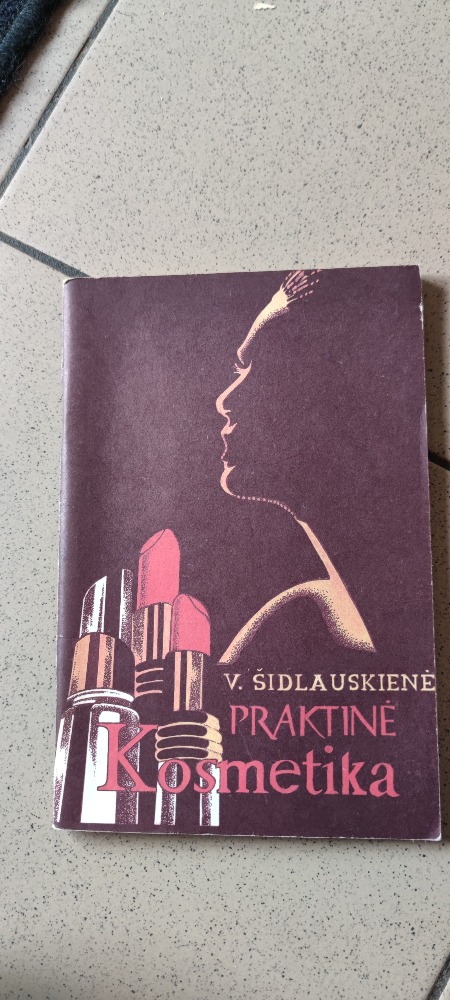 V. ŠIDLAUSKIENĖ
PRAKTINĖ
Kosmetika